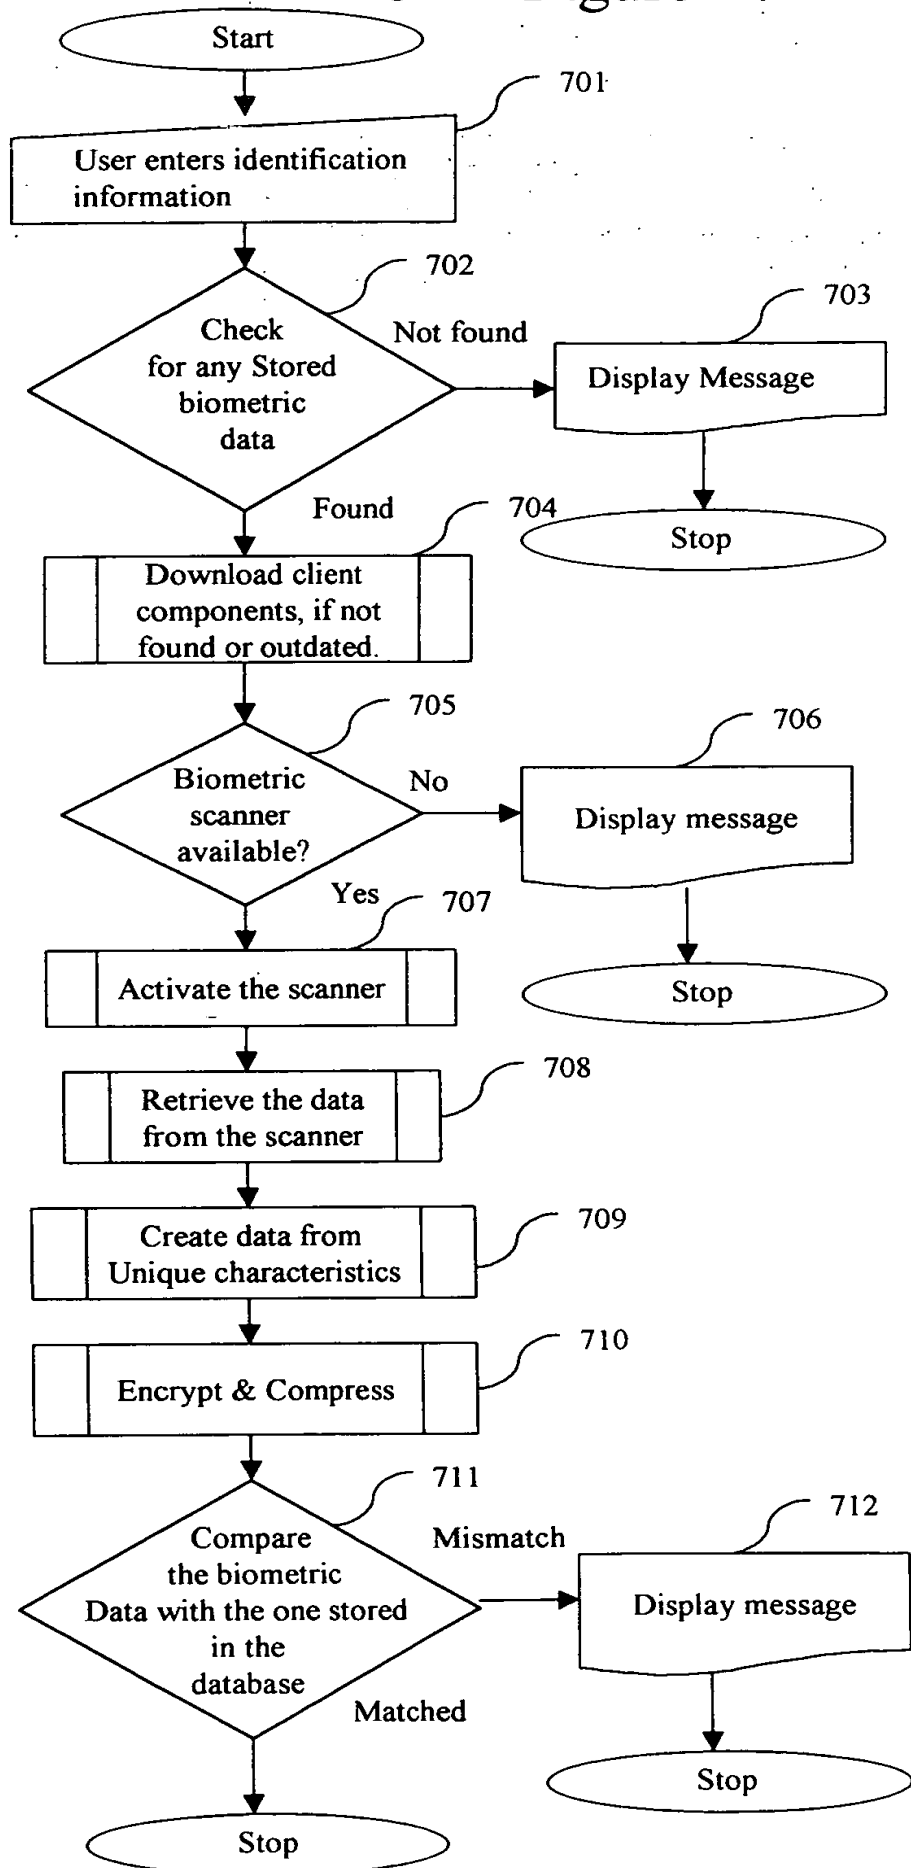 Figure
Start
701
User enters identification
information
702
Check
for any Stored
biometric
data
Not found
703
Display Message
Stop
Found
704
Download client
components, if not
found or outdated.
705
Biometric
scanner
available?
No
706
Display message
Stop
Yes
707
Activate the scanner
708
Retrieve the data
from the scanner
709
Create data from
Unique characteristics
710
Encrypt & Compress
711
Compare
the biometric
Data with the one stored
in the
database
Mismatch
712
Display message
Stop
Matched
Stop